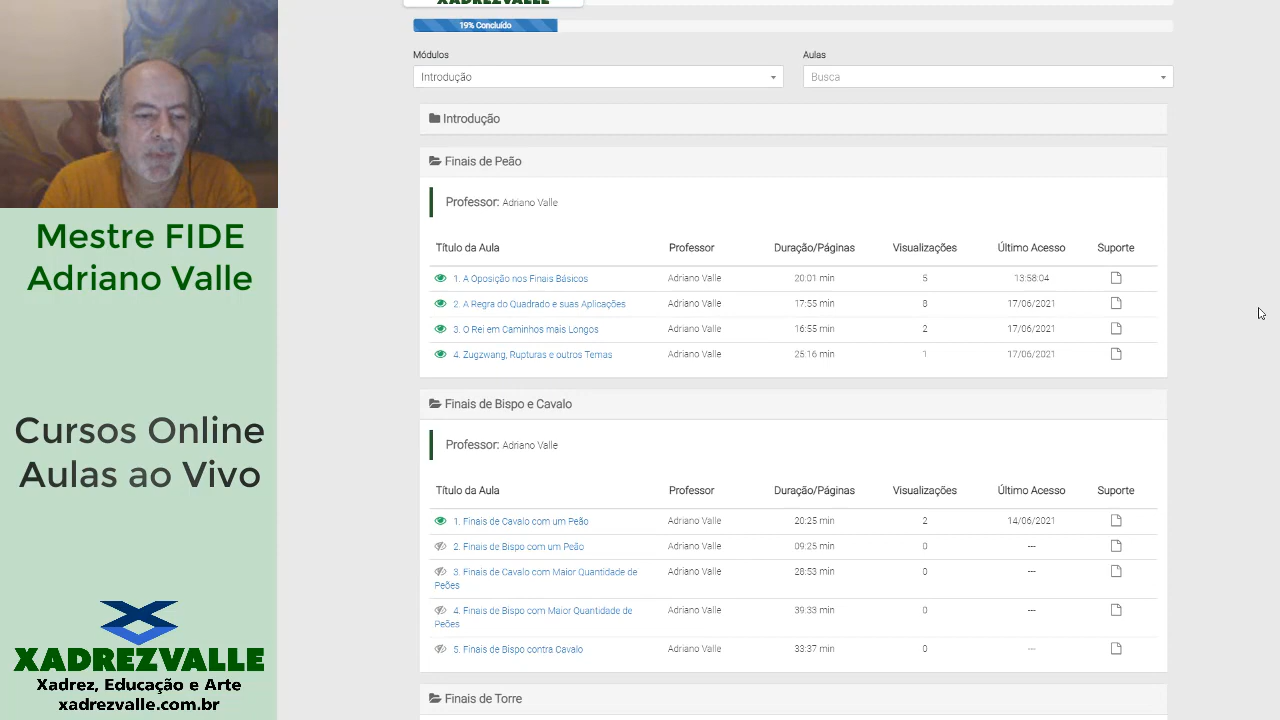 XADREZVALLE
19% Concluído
Módulos
Aulas
Introdução
Busca
Introdução
Finais de Peão
Professor: Adriano Valle
Título da Aula Professor Duração/Páginas Visualizações Último Acesso Suporte
1. A Oposição nos Finais Básicos Adriano Valle 20:01 min 5 13:58:04
2. A Regra do Quadrado e suas Aplicações Adriano Valle 17:55 min 17/06/2021
3. O Rei em Caminhos mais Longos Adriano Valle 16:55 min 2 17/06/2021
4. Zugzwang, Rupturas e outros Temas Adriano Valle 25:16 min 1 17/06/2021
Finais de Bispo e Cavalo
Professor: Adriano Valle
Título da Aula Professor Duração/Páginas Visualizações Último Acesso Suporte
1. Finais de Cavalo com um Peão Adriano Valle 20:25 min 2 14/06/2021
2. Finais de Bispo com um Peão Adriano Valle 09:25 min 0 ---
3. Finais de Cavalo com Maior Quantidade de Adriano Valle 28:53 min 0 ---
Peões
4. Finais de Bispo com Maior Quantidade de Adriano Valle 39:33 min 0 ---
Peões
5. Finais de Bispo contra Cavalo Adriano Valle 33:37 min 0 ---
Finais de Torre
Mestre FIDE
Adriano Valle
Cursos Online
Aulas ao Vivo
XADREZVALLE
Xadrez, Educação e Arte
xadrezvalle.com.br